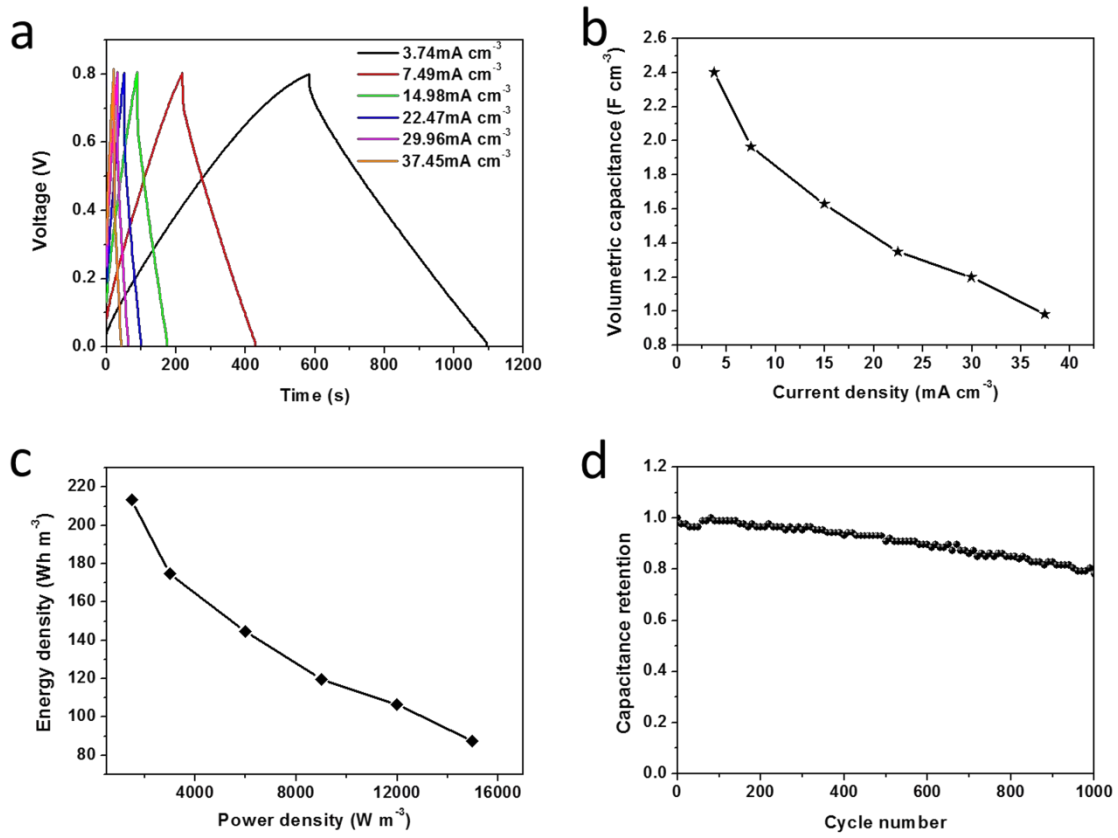 a
3.74mA cm⁻³
7.49mA cm⁻³
14.98mA cm⁻³
22.47mA cm⁻³
29.96mA cm⁻³
37.45mA cm⁻³
0.8
0.6
0.4
0.2
0.0
Voltage (V)
0 200 400 600 800 1000 1200
Time (s)
b
2.6
2.4
2.2
2.0
1.8
1.6
1.4
1.2
1.0
0.8
Volumetric capacitance (F cm⁻³)
0 5 10 15 20 25 30 35 40
Current density (mA cm⁻³)
c
220
200
180
160
140
120
100
80
Energy density (Wh m⁻³)
4000 8000 12000 16000
Power density (W m⁻³)
d
1.2
1.0
0.8
0.6
0.4
0.2
0.0
Capacitance retention
0 200 400 600 800 1000
Cycle number